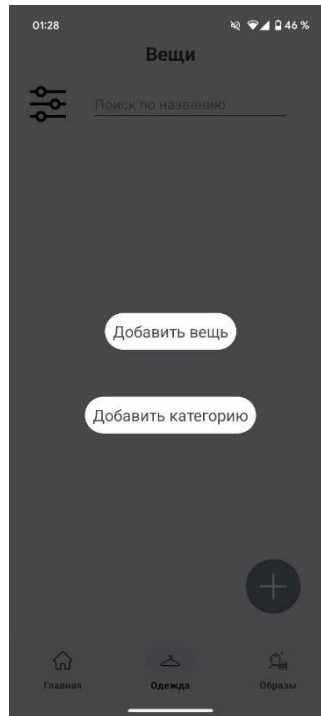 01:28
46 %
Вещи
Поиск по названию
Добавить вещь
Добавить категорию
Главная
Одежда
Образы